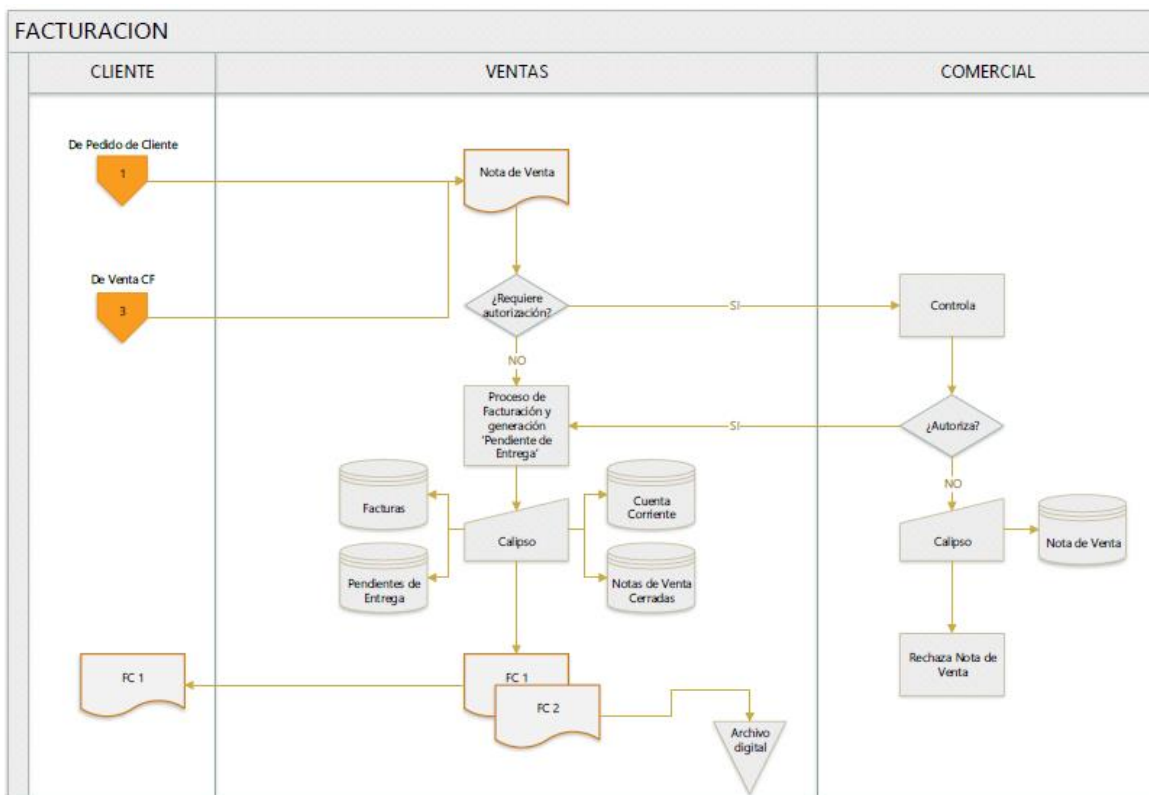 FACTURACION
CLIENTE
VENTAS
COMERCIAL
De Pedido de Cliente
1
Nota de Venta
De Venta CF
3
¿Requiere
autorización?
SI
Controla
NO
Proceso de
Facturación y
generación
'Pendiente de
Entrega'
SI
¿Autoriza?
NO
Facturas
Cuenta
Corriente
Calipso
Pendientes de
Entrega
Notas de Venta
Cerradas
Calipso
Nota de Venta
Rechaza Nota de
Venta
FC 1
FC 1
FC 2
Archivo
digital